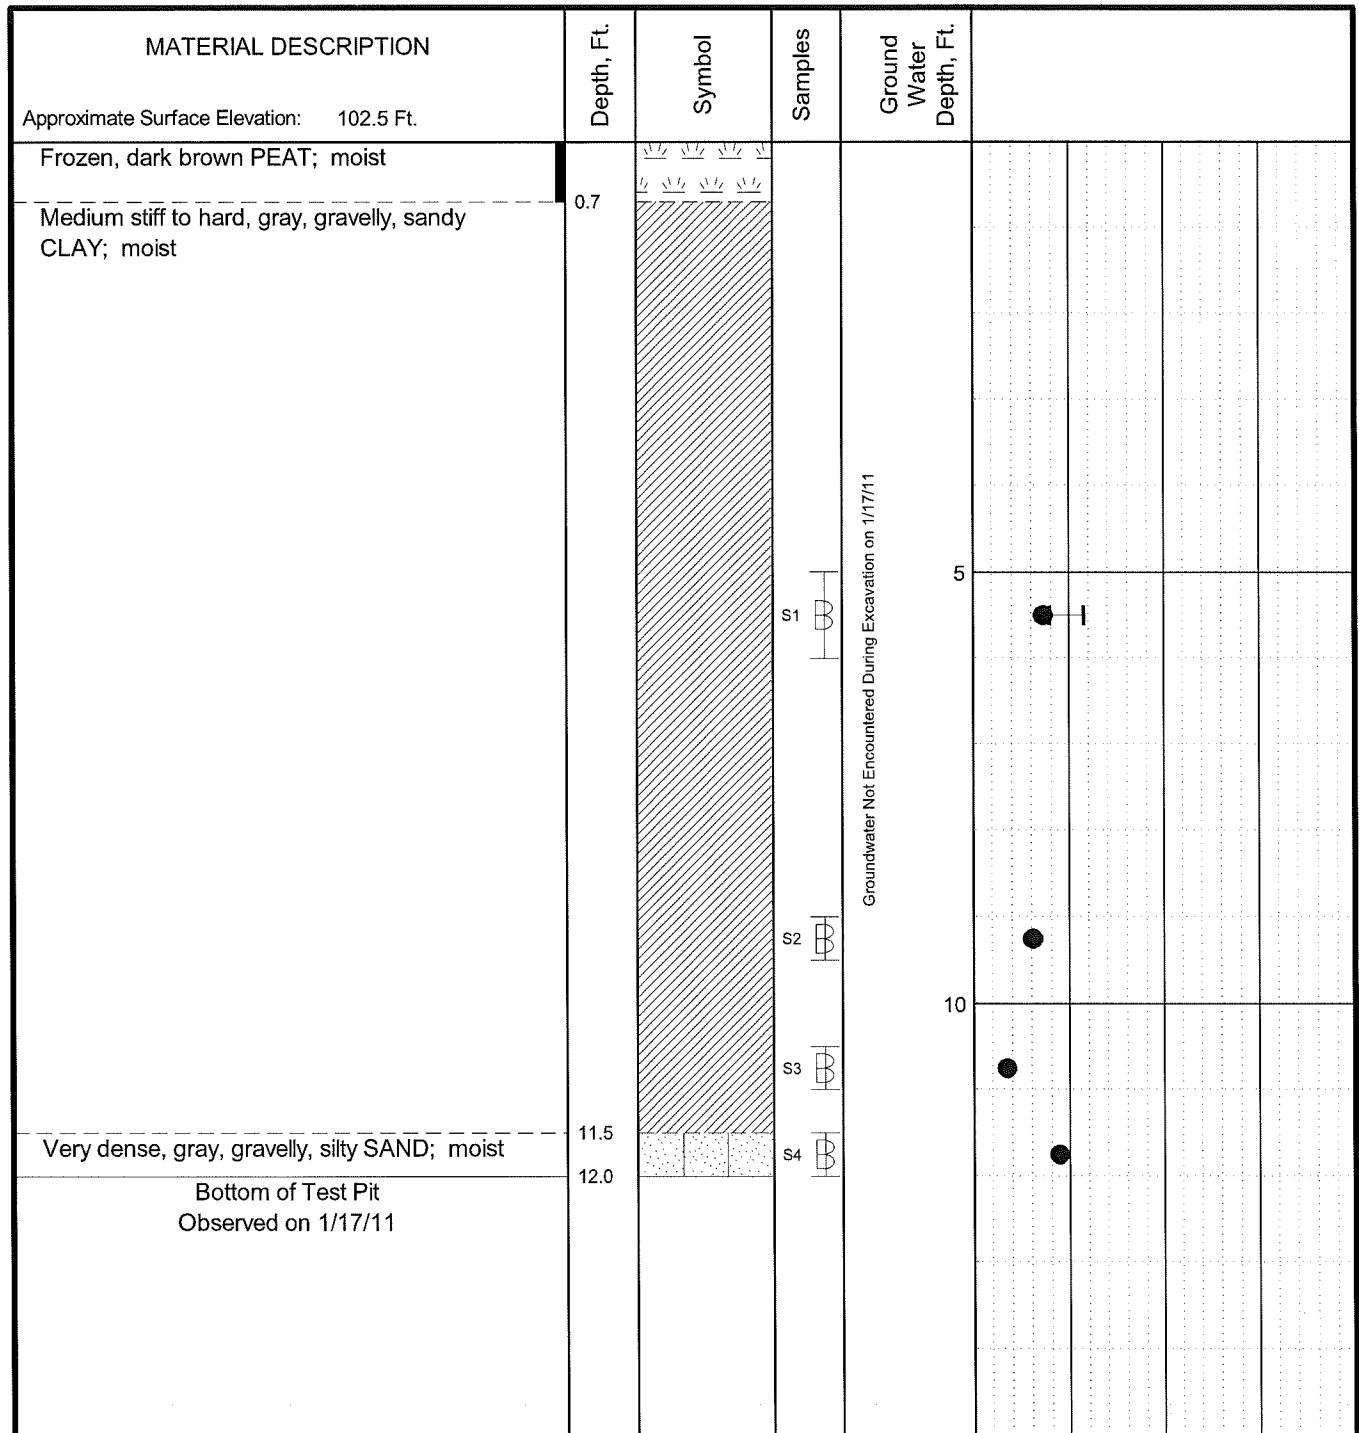 MATERIAL DESCRIPTION
Approximate Surface Elevation: 102.5 Ft.
Depth, Ft.
Symbol
Samples
Ground
Water
Depth, Ft.
Frozen, dark brown PEAT; moist
0.7
Medium stiff to hard, gray, gravelly, sandy
CLAY; moist
Groundwater Not Encountered During Excavation on 1/17/11
5
S1
S2
10
S3
11.5
Very dense, gray, gravelly, silty SAND; moist
S4
12.0
Bottom of Test Pit
Observed on 1/17/11